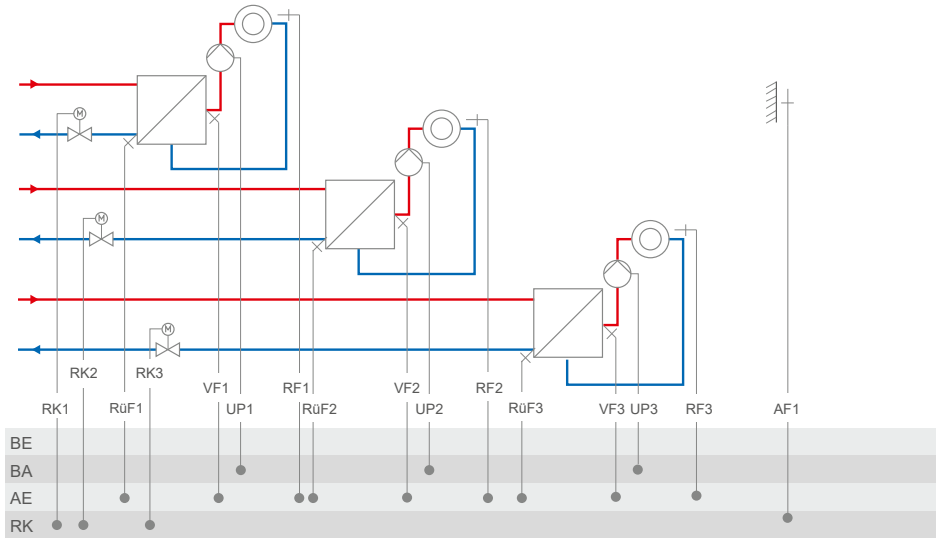 M
M
M
RK2
RK3
VF1
RF1
VF2
RF2
RK1
RüF1
UP1
RüF2
UP2
RüF3
VF3
UP3
RF3
AF1
BE
BA
AE
RK